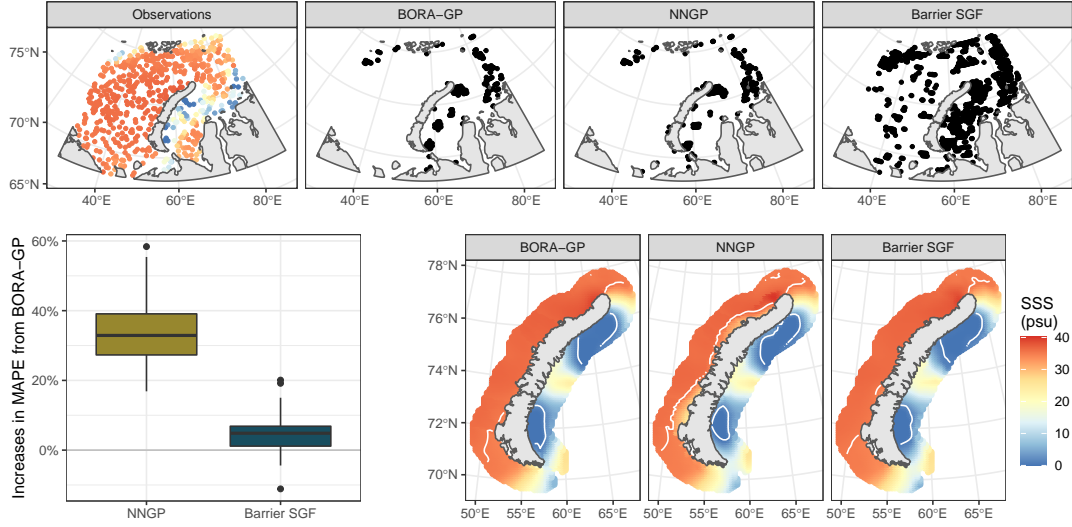 Observations BORA−GP NNGP Barrier SGF
75°N
70°N
65°N
40°E 60°E 80°E 40°E 60°E 80°E 40°E 60°E 80°E 40°E 60°E 80°E
Increases in MAPE from BORA−GP
60%
40%
20%
0%
NNGP Barrier SGF
BORA−GP NNGP Barrier SGF
78°N
76°N
74°N
72°N
70°N
50°E 55°E 60°E 65°E 50°E 55°E 60°E 65°E 50°E 55°E 60°E 65°E
SSS
(psu)
40
30
20
10
0